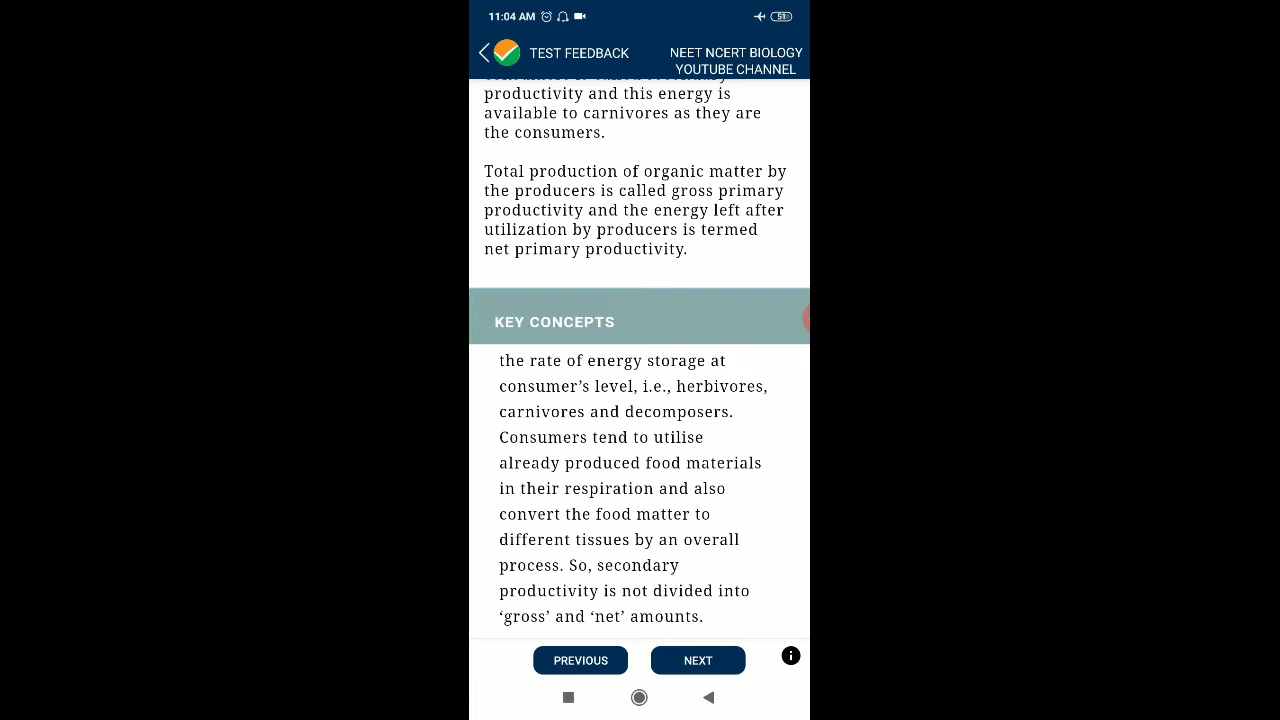 11:04 AM
51
TEST FEEDBACK
NEET NCERT BIOLOGY
YOUTUBE CHANNEL
productivity and this energy is
available to carnivores as they are
the consumers.
Total production of organic matter by
the producers is called gross primary
productivity and the energy left after
utilization by producers is termed
net primary productivity.
KEY CONCEPTS
the rate of energy storage at
consumer’s level, i.e., herbivores,
carnivores and decomposers.
Consumers tend to utilise
already produced food materials
in their respiration and also
convert the food matter to
different tissues by an overall
process. So, secondary
productivity is not divided into
‘gross’ and ‘net’ amounts.
PREVIOUS
NEXT